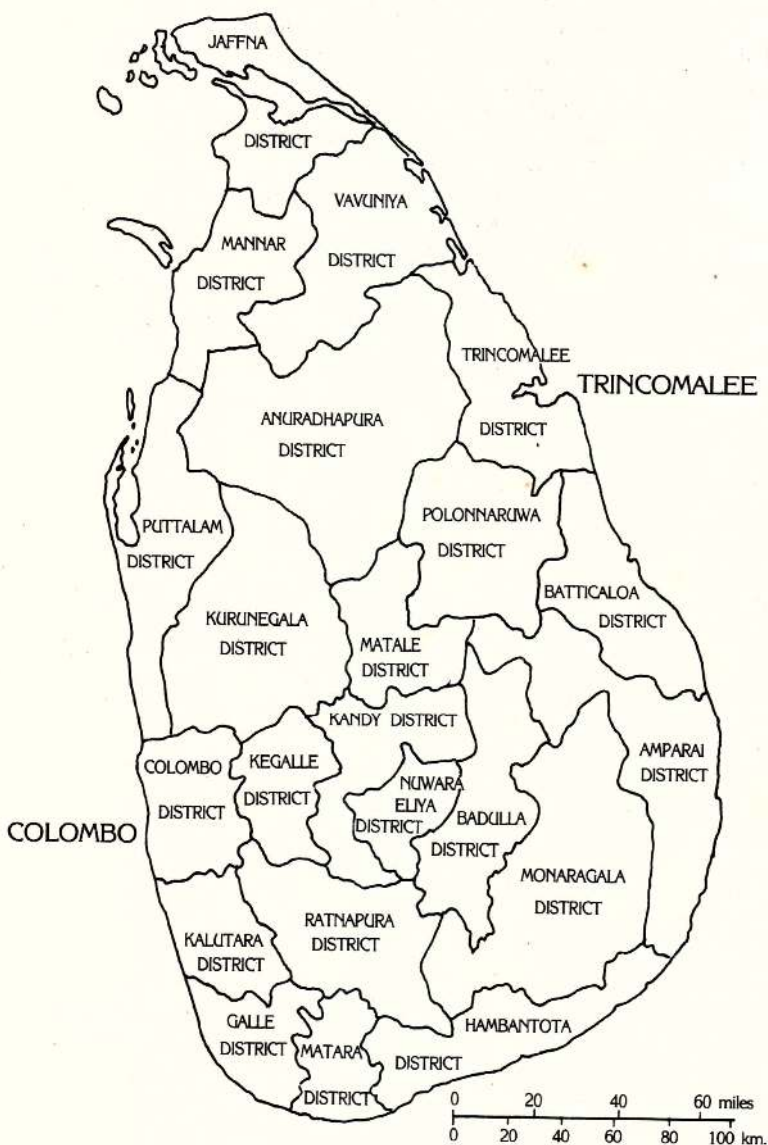 JAFFNA
DISTRICT
VAVUNIYA
DISTRICT
MANNAR
DISTRICT
TRINCOMALEE
DISTRICT
TRINCOMALEE
ANURADHAPURA
DISTRICT
PUTTALAM
DISTRICT
POLONNARUWA
DISTRICT
BATTICALOA
DISTRICT
KURUNEGALA
DISTRICT
MATALE
DISTRICT
KANDY DISTRICT
AMPARAI
DISTRICT
COLOMBO
DISTRICT
COLOMBO
KEGALLE
DISTRICT
NUWARA
ELIYA
DISTRICT
BADULLA
DISTRICT
MONARAGALA
DISTRICT
RATNAPURA
DISTRICT
KALUTARA
DISTRICT
GALLE
DISTRICT
MATARA
DISTRICT
HAMBANTOTA
DISTRICT
0 20 40 60 miles
0 20 40 60 80 100 km.